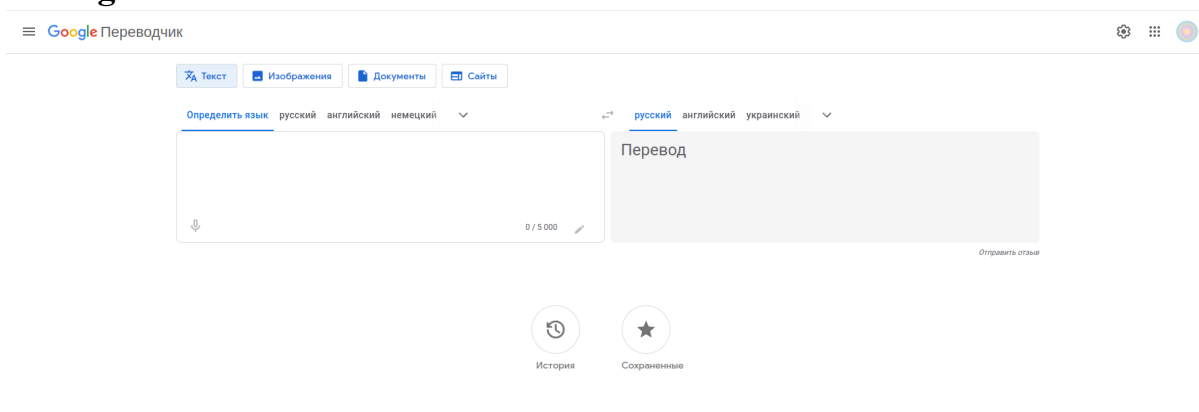 Google Переводчик
Текст Изображения Документы Сайты
Определить язык русский английский немецкий русский английский украинский
Перевод
0 / 5 000
Отправить отзыв
История Сохраненные